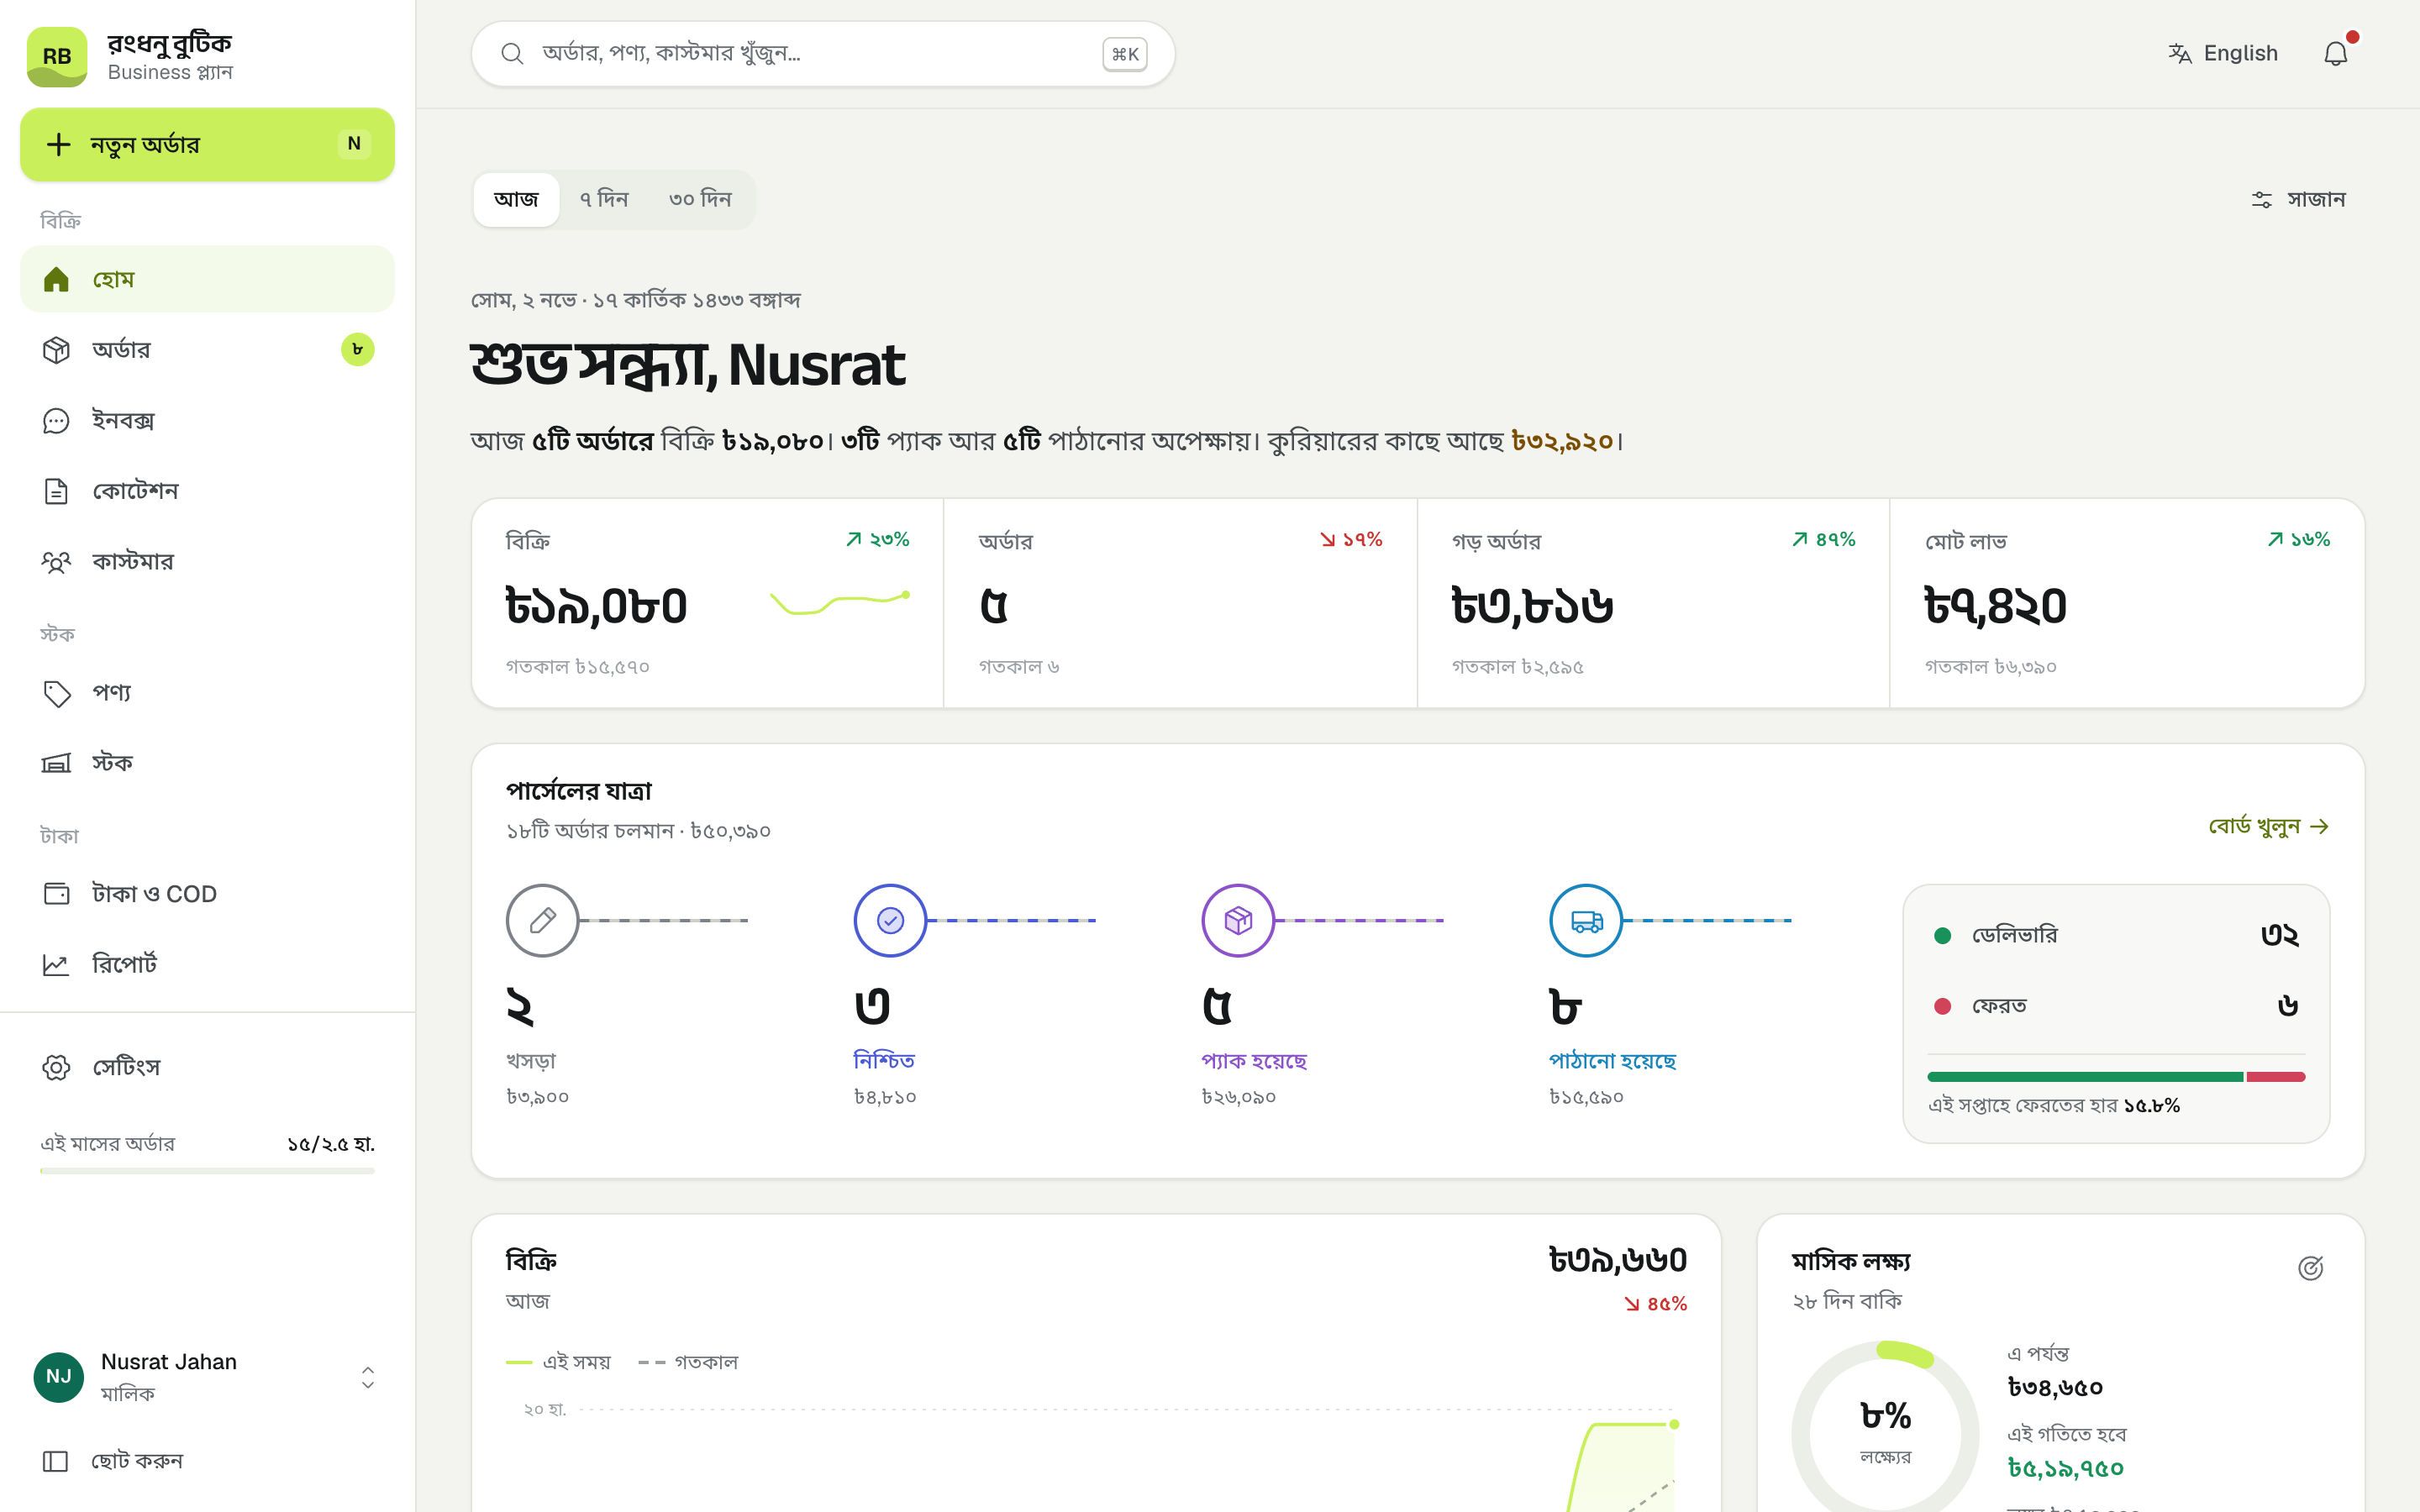 RB
রংধনু বুটিক
Business প্ল্যান
নতুন অর্ডার N
বিক্রি
হোম
অর্ডার ৮
ইনবক্স
কোটেশন
কাস্টমার
স্টক
পণ্য
স্টক
টাকা
টাকা ও COD
রিপোর্ট
সেটিংস
এই মাসের অর্ডার ১৫/২.৫ হা.
NJ
Nusrat Jahan
মালিক
ছোট করুন
অর্ডার, পণ্য, কাস্টমার খুঁজুন... ⌘K
English
আজ ৭ দিন ৩০ দিন
সাজান
সোম, ২ নভে · ১৭ কার্তিক ১৪৩৩ বঙ্গাব্দ
শুভ সন্ধ্যা, Nusrat
আজ ৫টি অর্ডারে বিক্রি ৳১৯,০৮০। ৩টি প্যাক আর ৫টি পাঠানোর অপেক্ষায়। কুরিয়ারের কাছে আছে ৳৩২,৯২০।
বিক্রি ২৩%
৳১৯,০৮০
গতকাল ৳১৫,৫৭০
অর্ডার ১৭%
৫
গতকাল ৬
গড় অর্ডার ৪৭%
৳৩,৮১৬
গতকাল ৳২,৫৯৫
মোট লাভ ১৬%
৳৭,৪২০
গতকাল ৳৬,৩৯০
পার্সেলের যাত্রা
১৮টি অর্ডার চলমান · ৳৫০,৩৯০
বোর্ড খুলুন →
২
খসড়া
৳৩,৯০০
৩
নিশ্চিত
৳৪,৮১০
৫
প্যাক হয়েছে
৳২৬,০৯০
৮
পাঠানো হয়েছে
৳১৫,৫৯০
ডেলিভারি ৩২
ফেরত ৬
এই সপ্তাহে ফেরতের হার ১৫.৮%
বিক্রি
আজ
৳৩৯,৬৬০
৪৫%
এই সময় গতকাল
২০ হা.
মাসিক লক্ষ্য
২৮ দিন বাকি
৮%
লক্ষ্যের
এ পর্যন্ত
৳৩৪,৬৫০
এই গতিতে হবে
৳৫,১৯,৭৫০